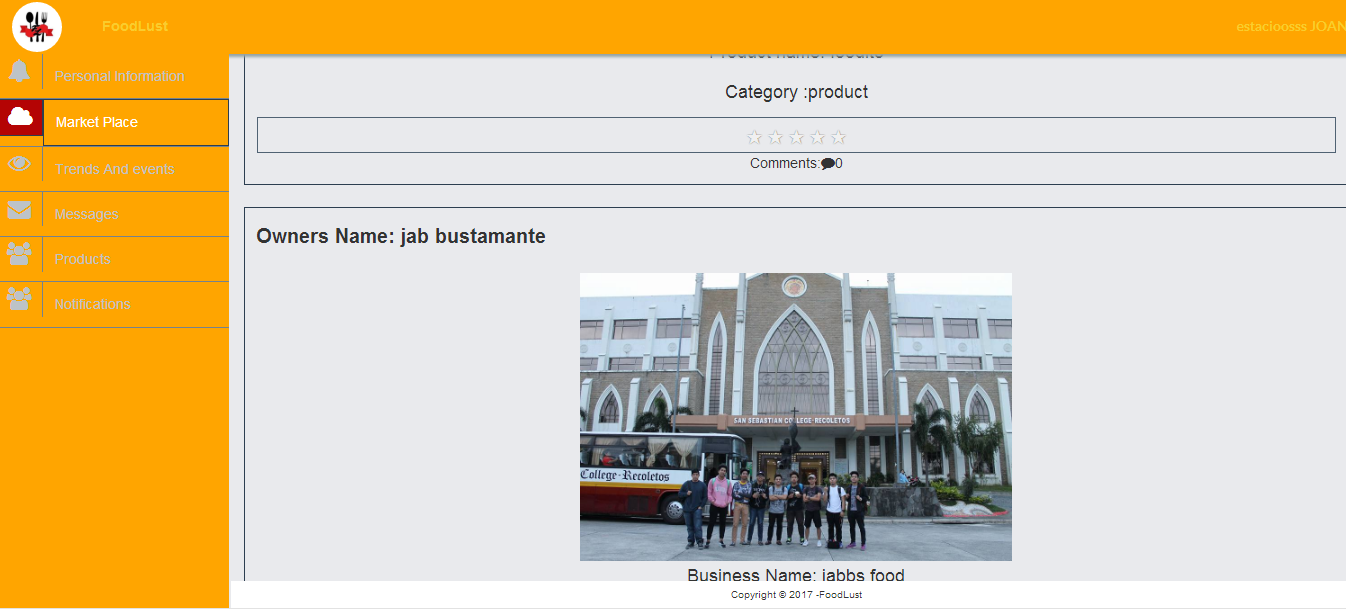 FoodLust
estacioosss JOAN
Personal Information
Market Place
Trends And events
Messages
Products
Notifications
Product name: foodite
Category :product
Comments:0
Owners Name: jab bustamante
SAN SEBASTIAN COLLEGE-RECOLETOS
College-Recoletos
Business Name: jabbs food
Copyright © 2017 -FoodLust